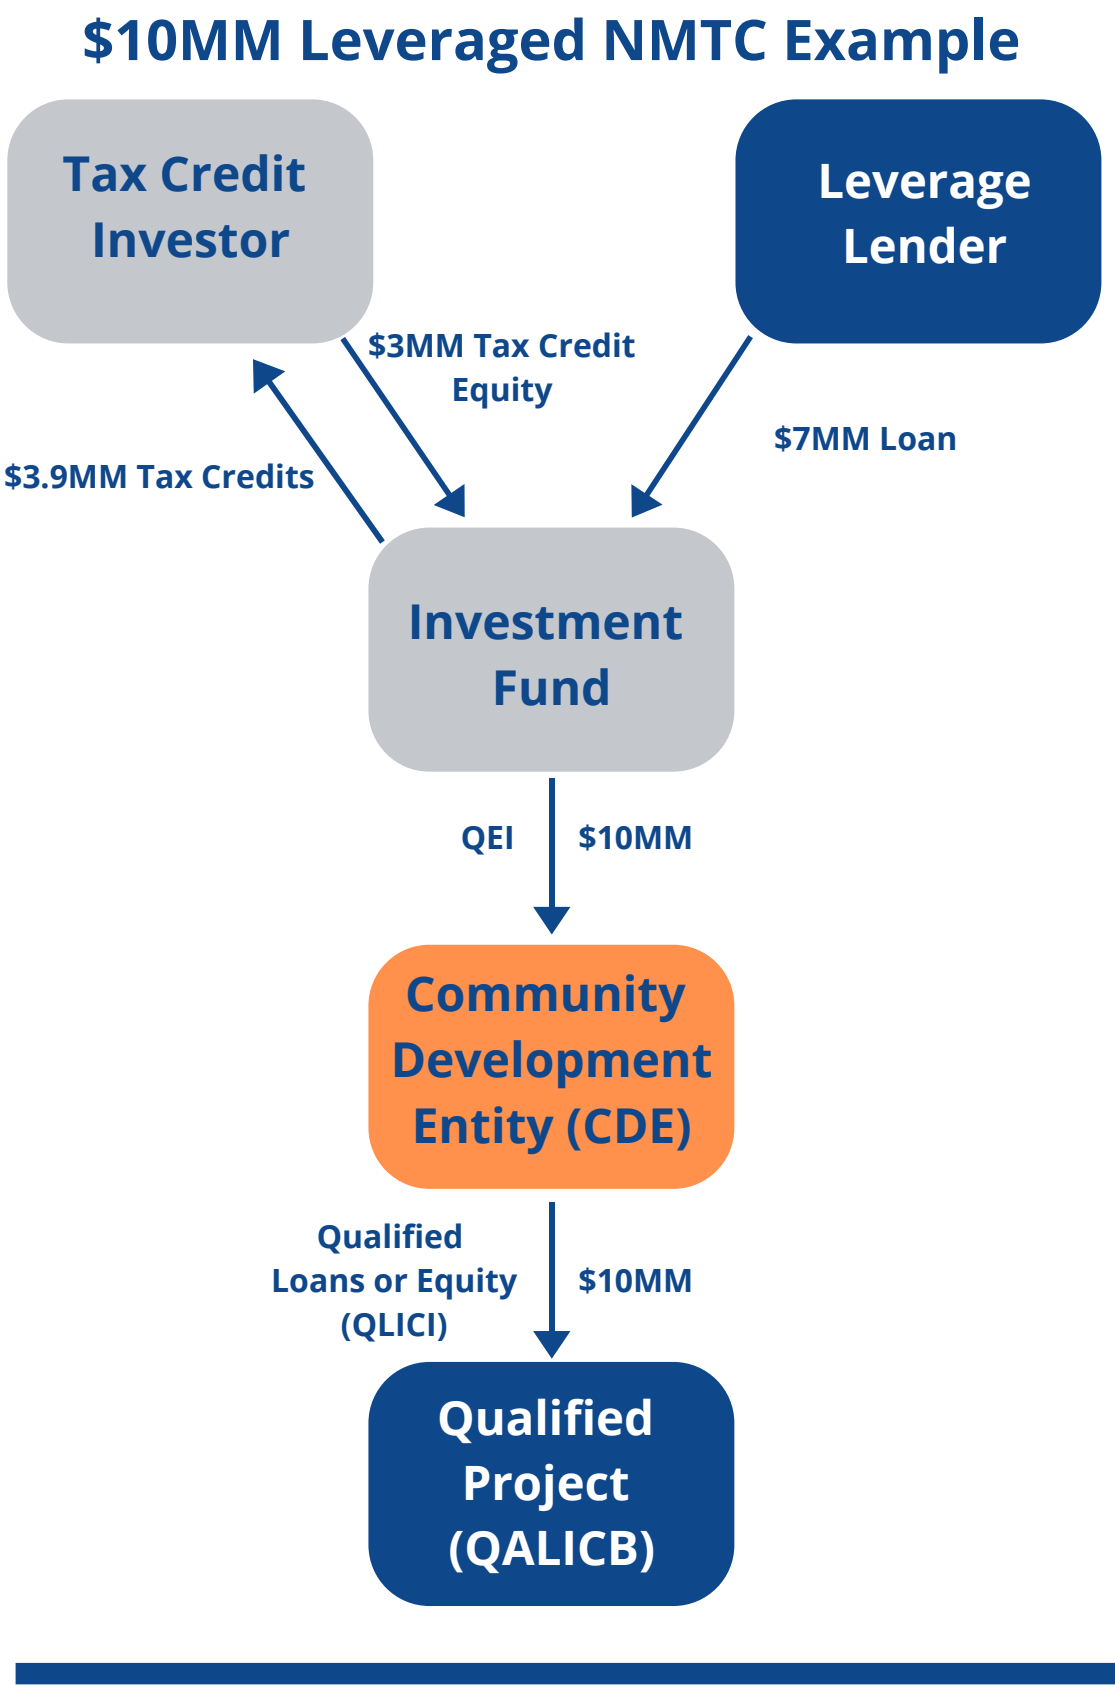 $10MM Leveraged NMTC Example
Tax Credit
Investor
Leverage
Lender
$3MM Tax Credit
Equity
$7MM Loan
$3.9MM Tax Credits
Investment
Fund
QEI
$10MM
Community
Development
Entity (CDE)
Qualified
Loans or Equity
(QLICI)
$10MM
Qualified
Project
(QALICB)